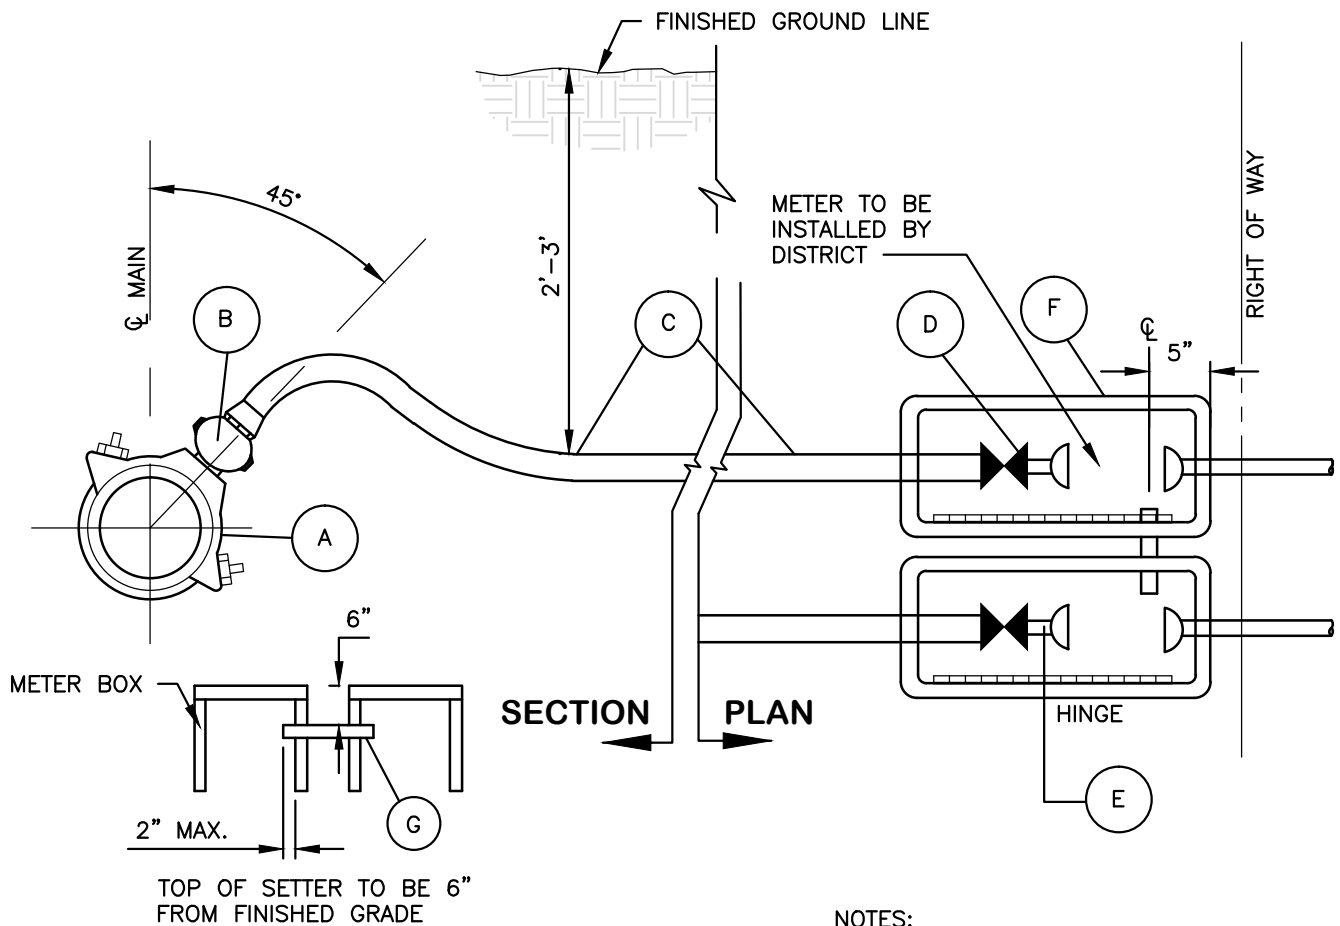 FINISHED GROUND LINE
45°
℄ MAIN
2'-3'
METER TO BE
INSTALLED BY
DISTRICT
RIGHT OF WAY
B
C
D
F
℄
5"
A
6"
METER BOX
SECTION
PLAN
HINGE
E
G
2" MAX.
TOP OF SETTER TO BE 6"
FROM FINISHED GRADE
NOTES: